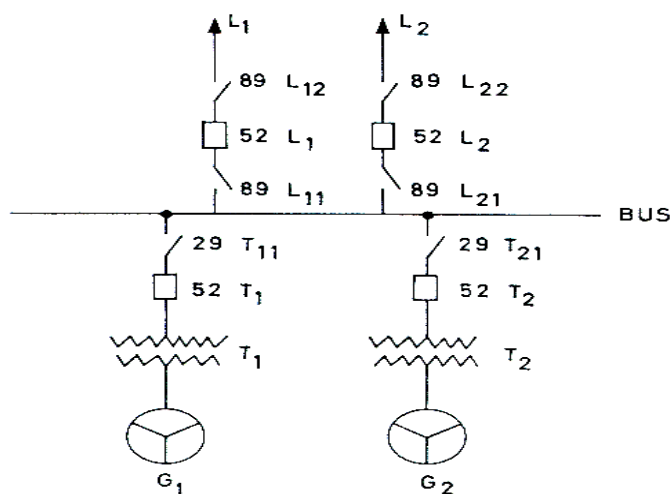 L₁ L₂
89 L₁₂ 89 L₂₂
52 L₁ 52 L₂
89 L₁₁ 89 L₂₁
BUS
29 T₁₁ 29 T₂₁
52 T₁ 52 T₂
T₁ T₂
G₁ G₂